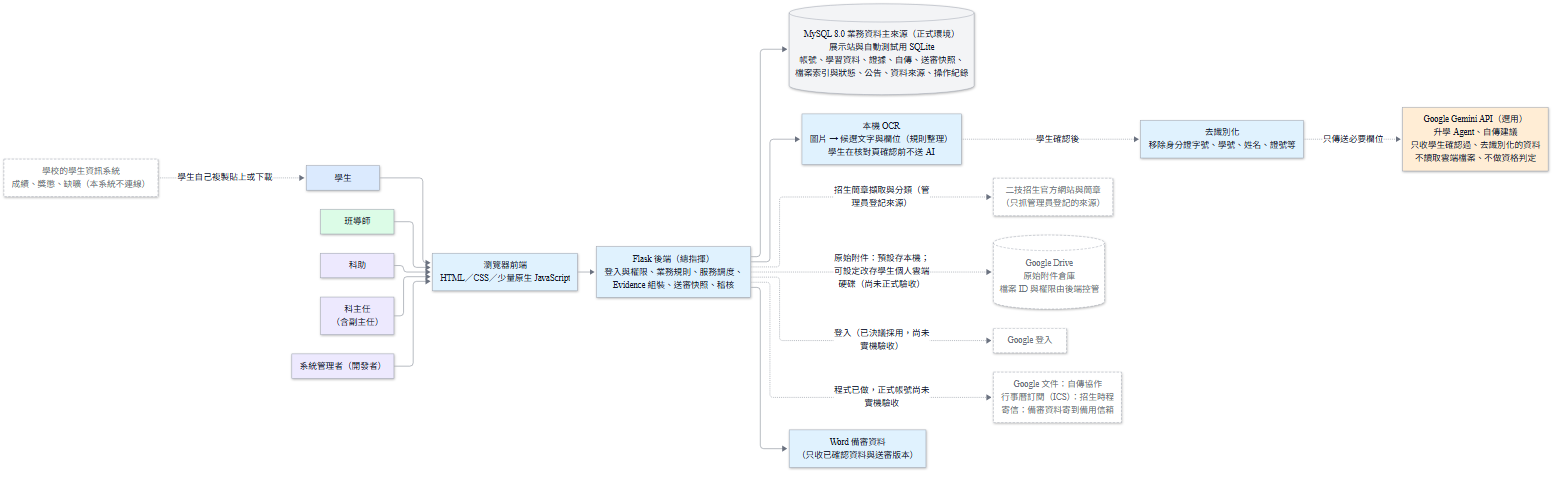 MySQL 8.0 業務資料主來源（正式環境）
展示站與自動測試用 SQLite
帳號、學習資料、證據、自傳、送審快照、
檔案索引與狀態、公告、資料來源、操作紀錄
本機 OCR
圖片 → 候選文字與欄位（規則整理）
學生在核對頁確認前不送 AI
學生確認後
去識別化
移除身分證字號、學號、姓名、證號等
只傳送必要欄位
Google Gemini API（選用）
升學 Agent、自傳建議
只收學生確認過、去識別化的資料
不讀取雲端檔案、不做資格判定
學校的學生資訊系統
成績、獎懲、缺曠（本系統不連線）
學生自己複製貼上或下載
學生
班導師
科助
科主任
（含副主任）
系統管理者（開發者）
瀏覽器前端
HTML／CSS／少量原生 JavaScript
Flask 後端（總指揮）
登入與權限、業務規則、服務調度、
Evidence 組裝、送審快照、稽核
招生簡章擷取與分類（管
理員登記來源）
二技招生官方網站與簡章
（只抓管理員登記的來源）
原始附件：預設存本機；
可設定改存學生個人雲端
硬碟（尚未正式驗收）
Google Drive
原始附件倉庫
檔案 ID 與權限由後端控管
登入（已決議採用，尚未
實機驗收）
Google 登入
程式已做，正式帳號尚未
實機驗收
Google 文件：自傳協作
行事曆訂閱（ICS）：招生時程
寄信：備審資料寄到備用信箱
Word 備審資料
（只收已確認資料與送審版本）